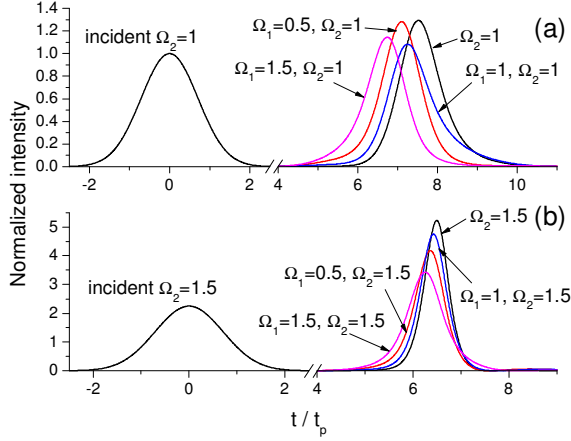 Normalized intensity
1.4
1.2
1.0
0.8
0.6
0.4
0.2
0.0
incident Ω₂=1
Ω₁=0.5, Ω₂=1
Ω₂=1
(a)
Ω₁=1.5, Ω₂=1
Ω₁=1, Ω₂=1
-2 0 2 4 6 8 10
5
4
3
2
1
0
incident Ω₂=1.5
(b)
Ω₂=1.5
Ω₁=0.5, Ω₂=1.5
Ω₁=1, Ω₂=1.5
Ω₁=1.5, Ω₂=1.5
-2 0 2 4 6 8
t / tₚ